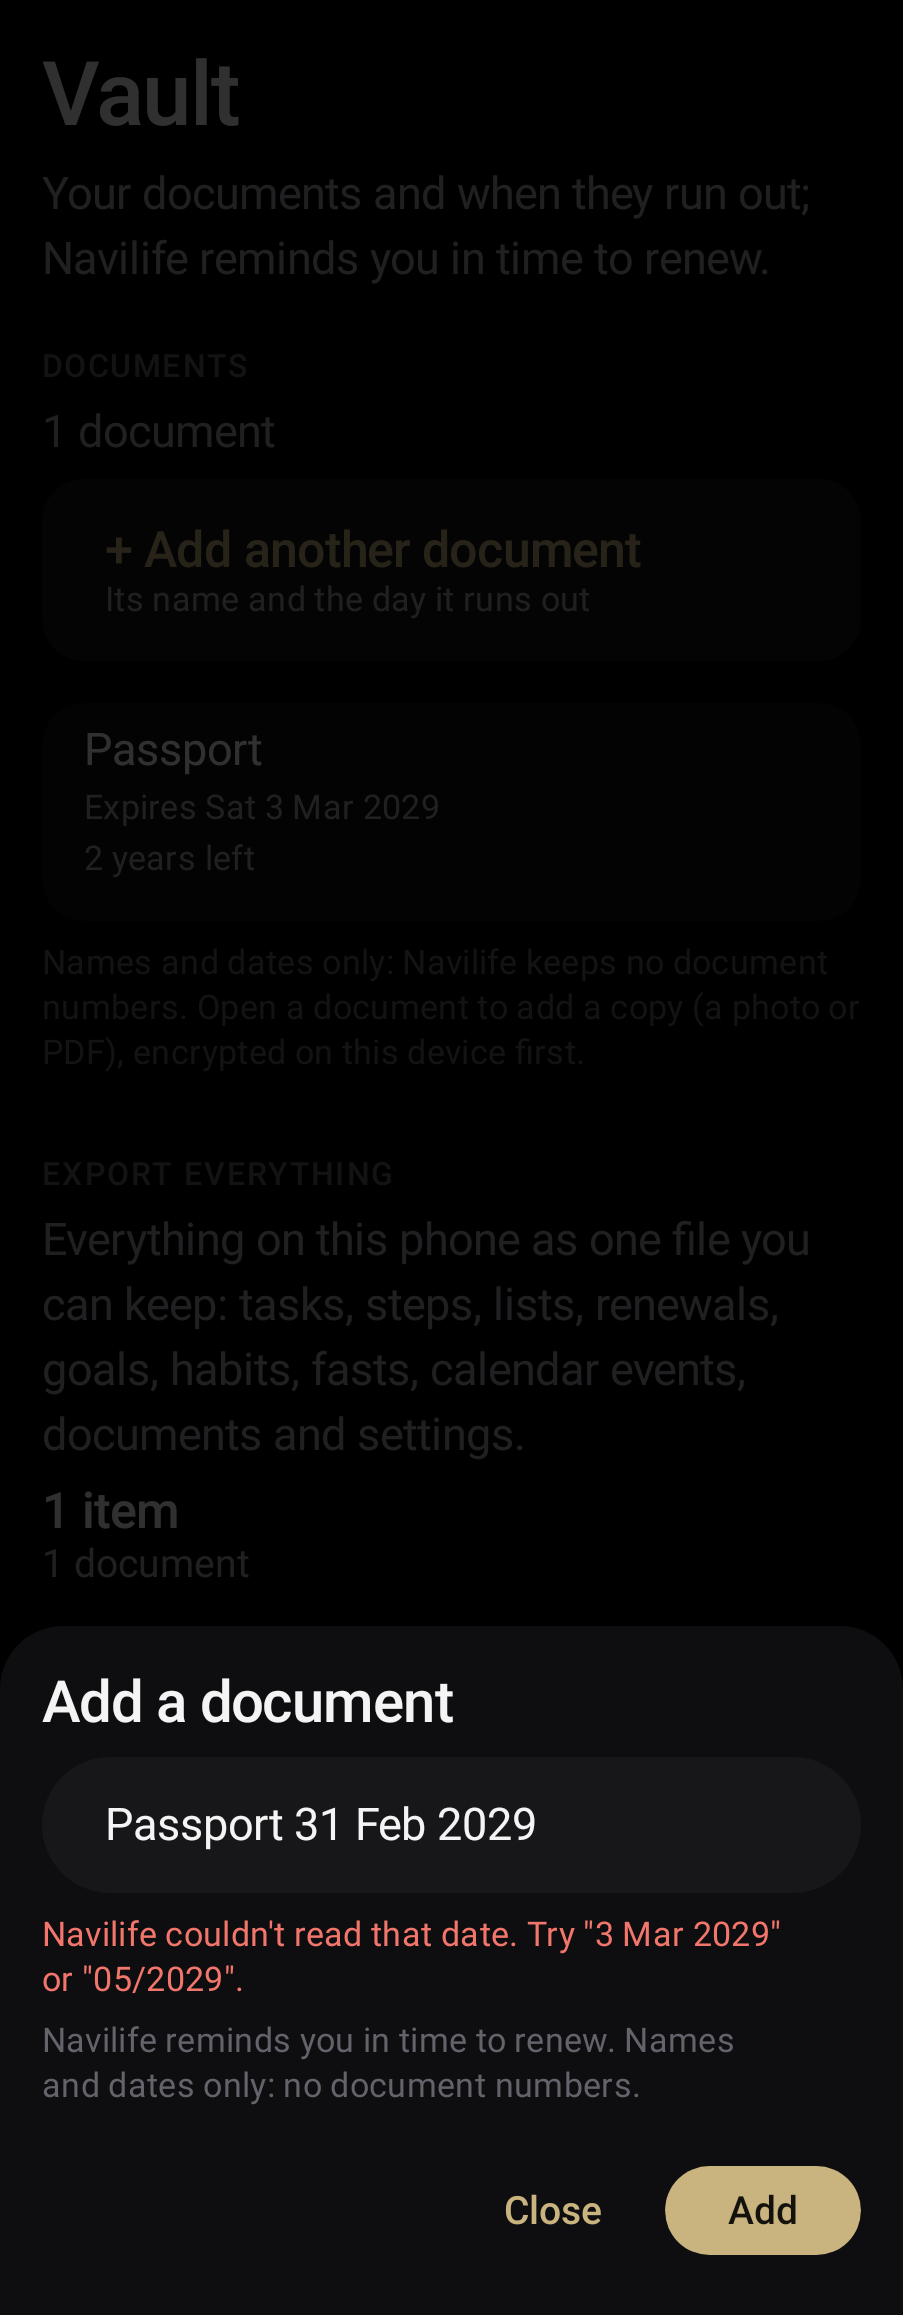 Vault
Your documents and when they run out;
Navilife reminds you in time to renew.
DOCUMENTS
1 document
+ Add another document
Its name and the day it runs out
Passport
Expires Sat 3 Mar 2029
2 years left
Names and dates only: Navilife keeps no document
numbers. Open a document to add a copy (a photo or
PDF), encrypted on this device first.
EXPORT EVERYTHING
Everything on this phone as one file you
can keep: tasks, steps, lists, renewals,
goals, habits, fasts, calendar events,
documents and settings.
1 item
1 document
Add a document
Passport 31 Feb 2029
Navilife couldn't read that date. Try "3 Mar 2029"
or "05/2029".
Navilife reminds you in time to renew. Names
and dates only: no document numbers.
Close
Add